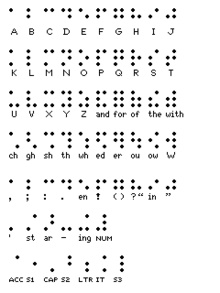 A B C D E F G H I J
K L M N O P Q R S T
U V X Y Z and for of the with
ch gh sh th wh ed er ou ow W
, ; : . en ! () ?“ in ”
' st ar – ing NUM
ACC S1 CAP S2 LTR IT S3